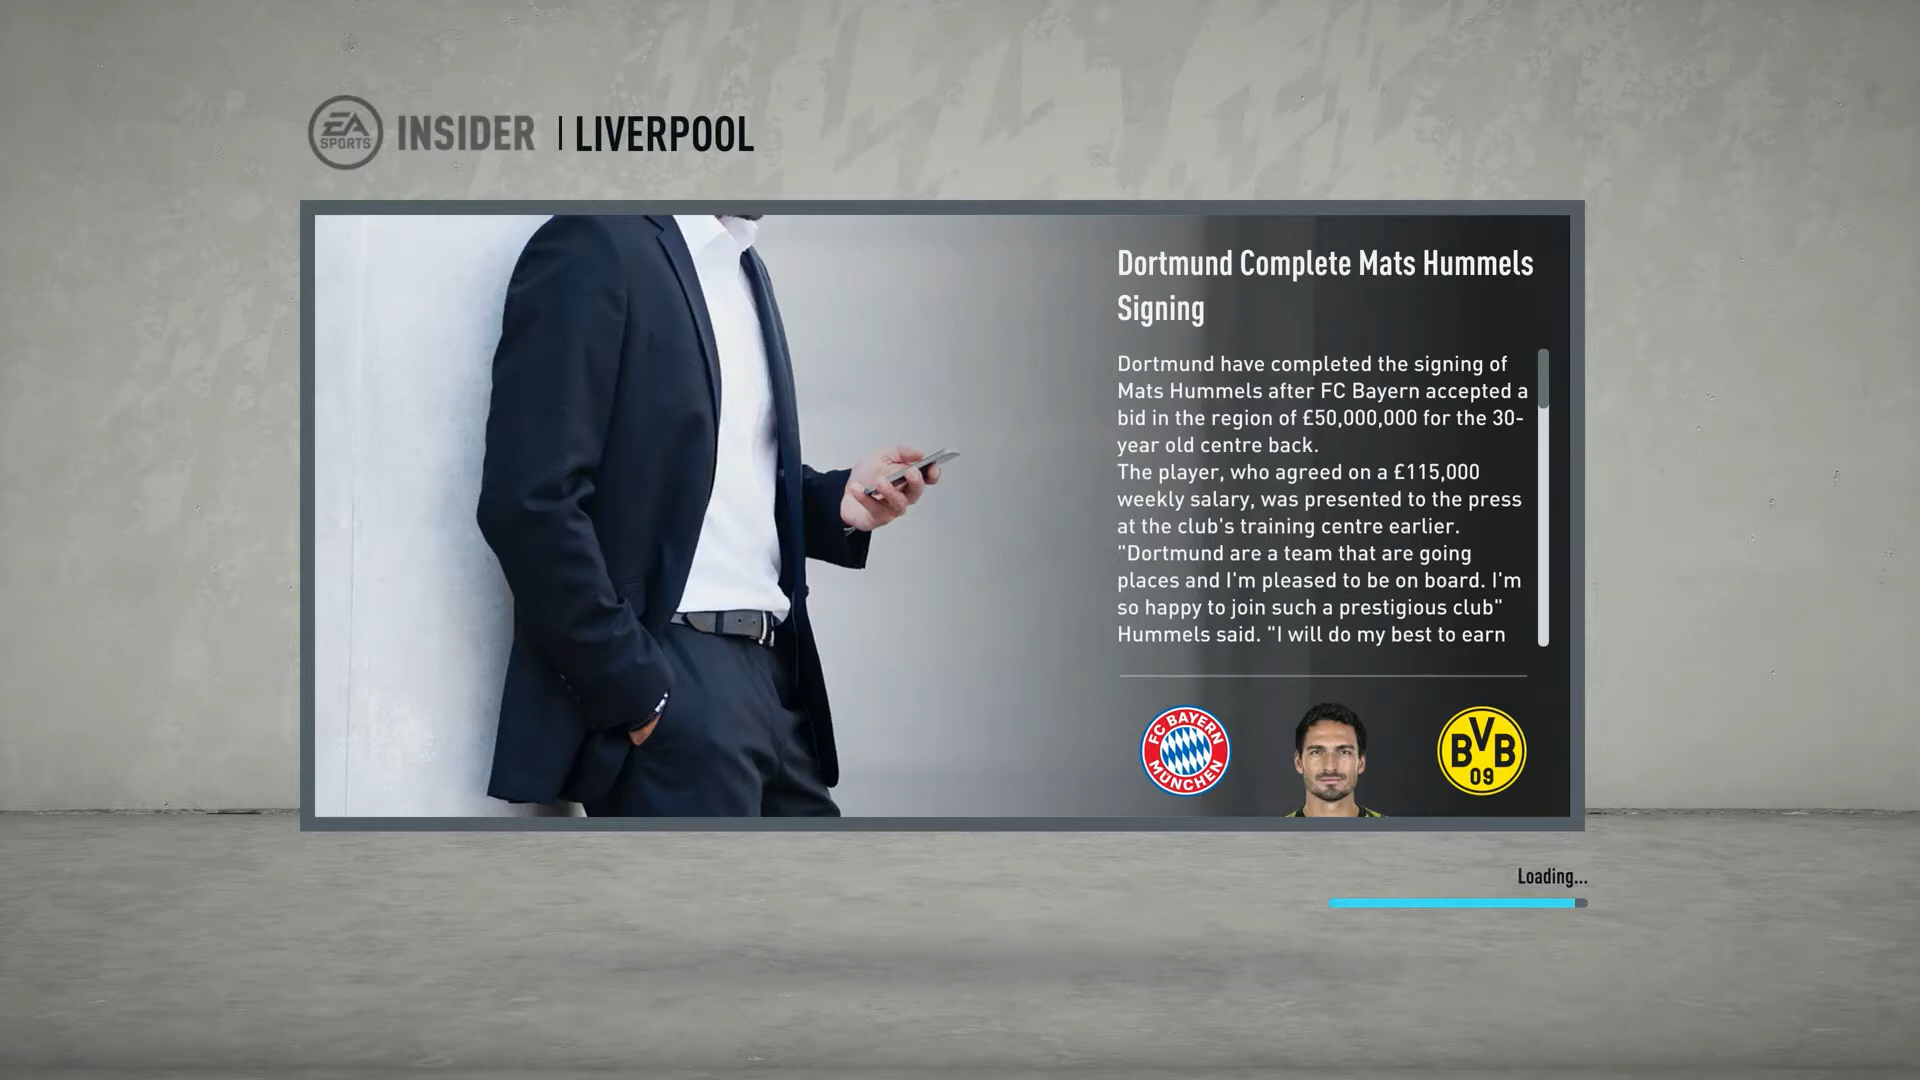 EA
SPORTS
INSIDER | LIVERPOOL
Dortmund Complete Mats Hummels
Signing
Dortmund have completed the signing of
Mats Hummels after FC Bayern accepted a
bid in the region of £50,000,000 for the 30-
year old centre back.
The player, who agreed on a £115,000
weekly salary, was presented to the press
at the club's training centre earlier.
"Dortmund are a team that are going
places and I'm pleased to be on board. I'm
so happy to join such a prestigious club"
Hummels said. "I will do my best to earn
FC BAYERN
MÜNCHEN
BVB
09
Loading...